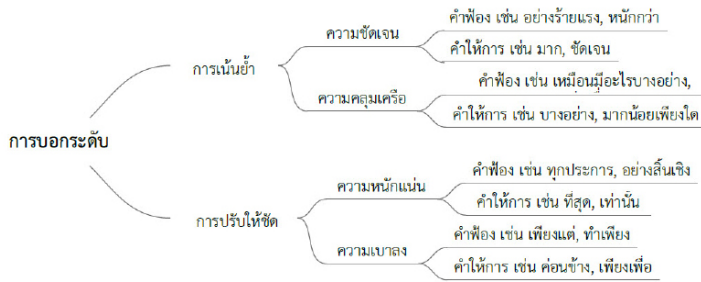 การบอกระดับ
การเน้นย้ำ
ความชัดเจน
คำฟ้อง เช่น อย่างร้ายแรง, หนักกว่า
คำให้การ เช่น มาก, ชัดเจน
ความคลุมเครือ
คำฟ้อง เช่น เหมือนมีอะไรบางอย่าง,
คำให้การ เช่น บางอย่าง, มากน้อยเพียงใด
การปรับให้ชัด
ความหนักแน่น
คำฟ้อง เช่น ทุกประการ, อย่างสิ้นเชิง
คำให้การ เช่น ที่สุด, เท่านั้น
ความเบาลง
คำฟ้อง เช่น เพียงแต่, ทำเพียง
คำให้การ เช่น ค่อนข้าง, เพียงเพื่อ